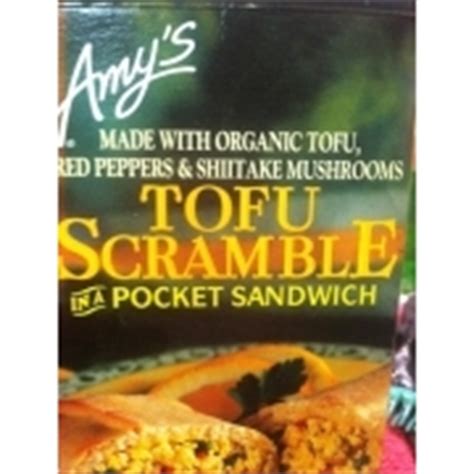 Amy's
®
MADE WITH ORGANIC TOFU,
RED PEPPERS & SHIITAKE MUSHROOMS
TOFU
SCRAMBLE
IN A POCKET SANDWICH